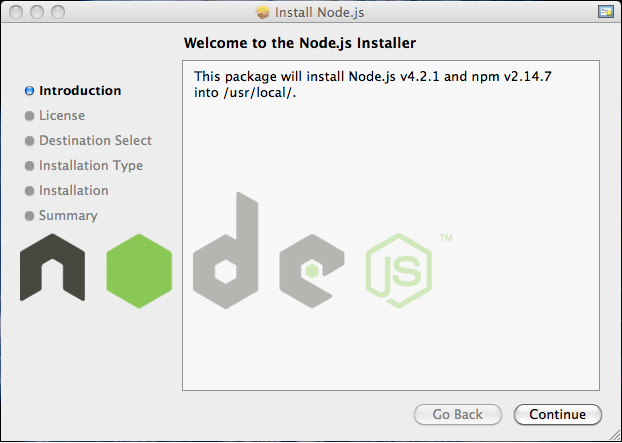 Install Node.js
Welcome to the Node.js Installer
Introduction
License
Destination Select
Installation Type
Installation
Summary
This package will install Node.js v4.2.1 and npm v2.14.7
into /usr/local/.
node
JS™
Go Back
Continue